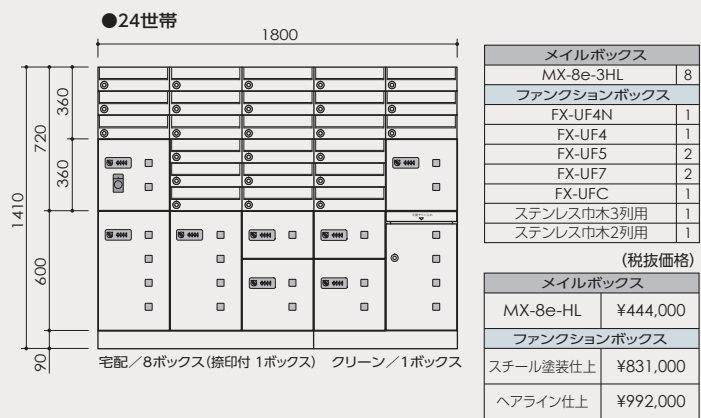 ●24世帯
1800
360
720
360
1410
600
90
宅配／8ボックス(捺印付 1ボックス)　クリーン／1ボックス
メイルボックス
MX-8e-3HL 8
ファンクションボックス
FX-UF4N 1
FX-UF4 1
FX-UF5 2
FX-UF7 2
FX-UFC 1
ステンレス巾木3列用 1
ステンレス巾木2列用 1
(税抜価格)
メイルボックス
MX-8e-HL ¥444,000
ファンクションボックス
スチール塗装仕上 ¥831,000
ヘアライン仕上 ¥992,000